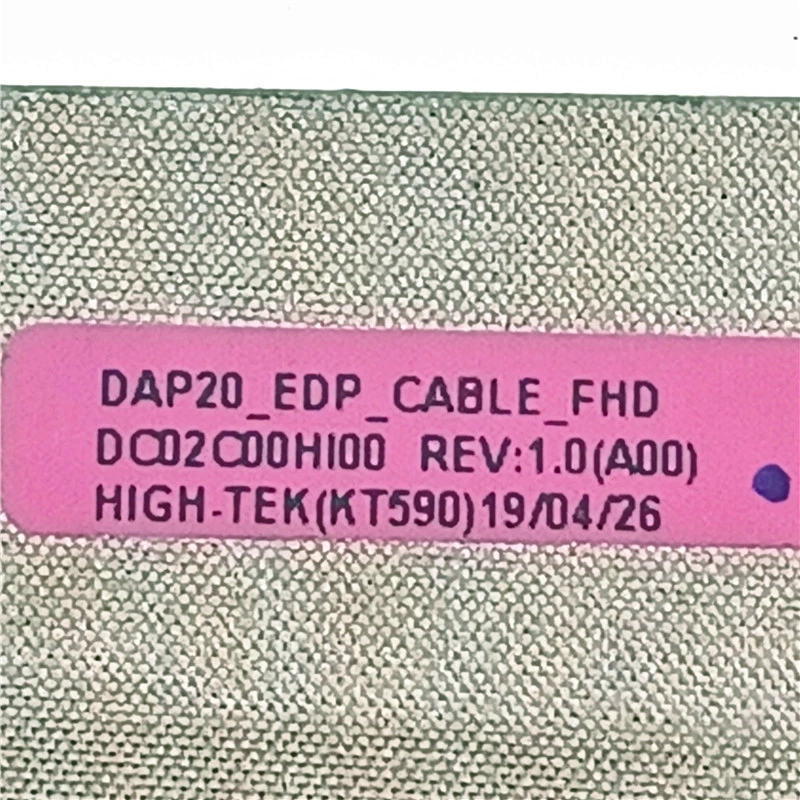 DAP20_EDP_CABLE_FHD
DC02C00HI00 REV:1.0(A00)
HIGH-TEK(KT590)19/04/26